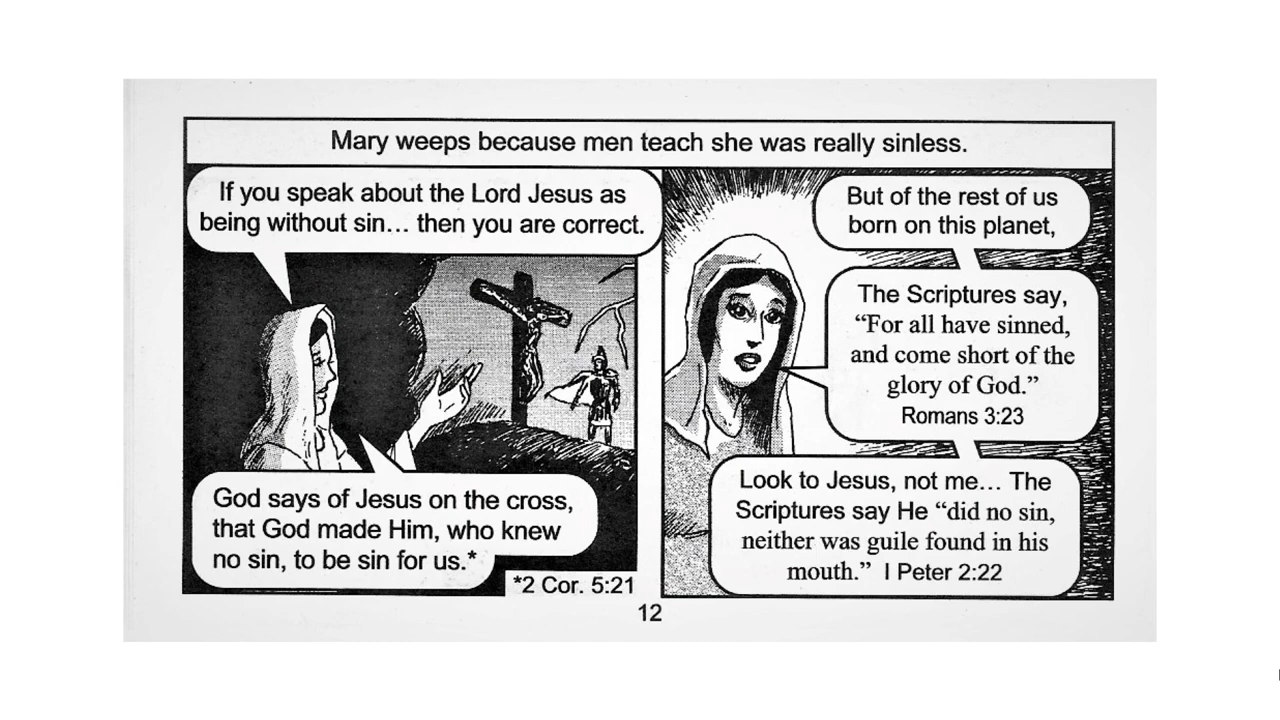 Mary weeps because men teach she was really sinless.
If you speak about the Lord Jesus as
being without sin... then you are correct.
God says of Jesus on the cross,
that God made Him, who knew
no sin, to be sin for us.*
*2 Cor. 5:21
But of the rest of us
born on this planet,
The Scriptures say,
“For all have sinned,
and come short of the
glory of God.”
Romans 3:23
Look to Jesus, not me... The
Scriptures say He “did no sin,
neither was guile found in his
mouth.” I Peter 2:22
12